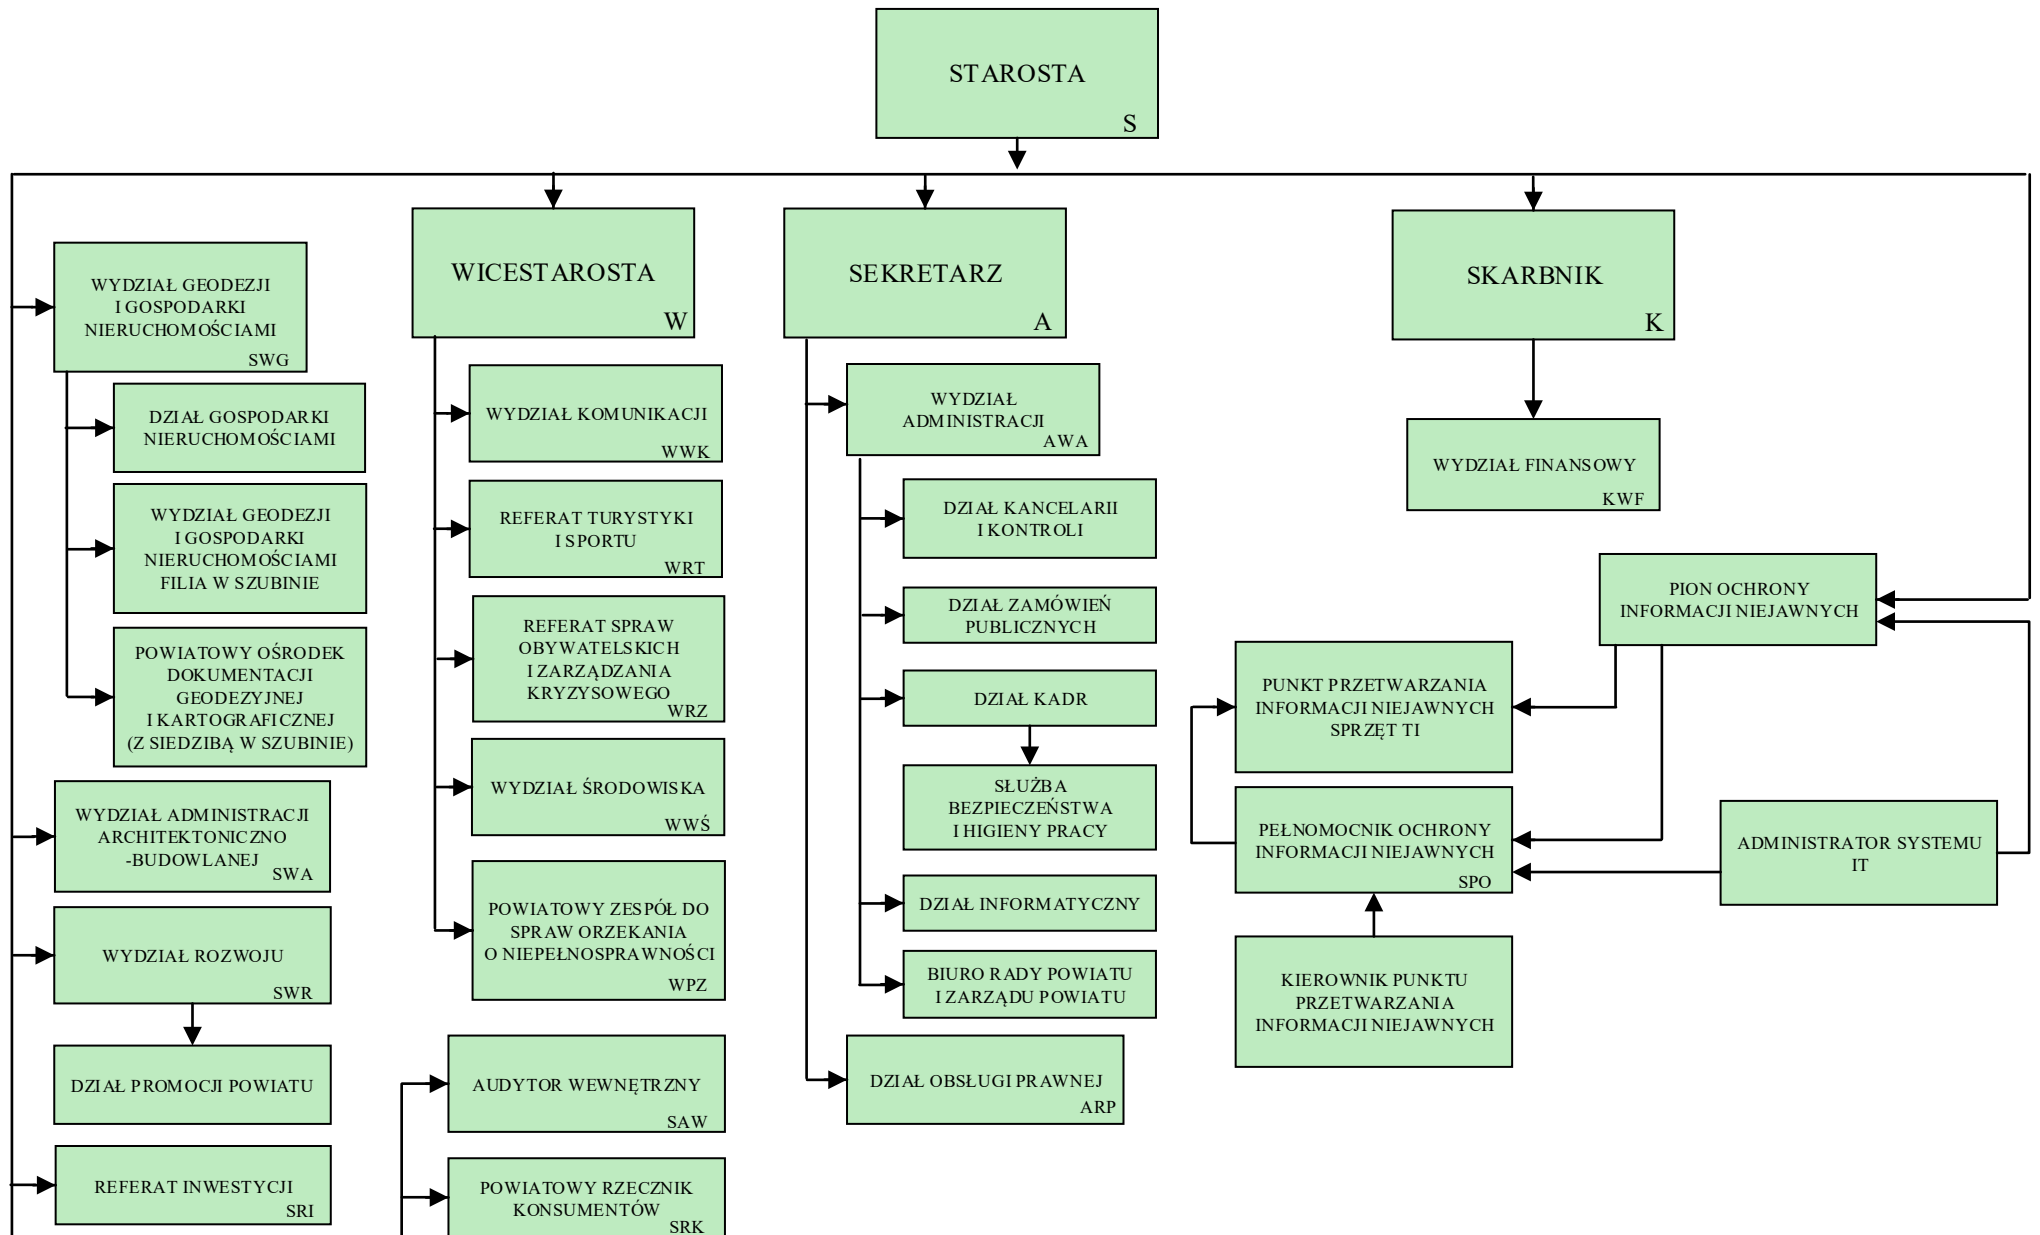 STAROSTA
S
WYDZIAŁ GEODEZJI
I GOSPODARKI
NIERUCHOMOŚCIAMI
SWG
DZIAŁ GOSPODARKI
NIERUCHOMOŚCIAMI
WYDZIAŁ GEODEZJI
I GOSPODARKI
NIERUCHOMOŚCIAMI
FILIA W SZUBINIE
POWIATOWY OŚRODEK
DOKUMENTACJI
GEODEZYJNEJ
I KARTOGRAFICZNEJ
(Z SIEDZIBĄ W SZUBINIE)
WYDZIAŁ ADMINISTRACJI
ARCHITEKTONICZNO
-BUDOWLANEJ
SWA
WYDZIAŁ ROZWOJU
SWR
DZIAŁ PROMOCJI POWIATU
REFERAT INWESTYCJI
SRI
WICESTAROSTA
W
WYDZIAŁ KOMUNIKACJI
WWK
REFERAT TURYSTYKI
I SPORTU
WRT
REFERAT SPRAW
OBYWATELSKICH
I ZARZĄDZANIA
KRYZYSOWEGO
WRZ
WYDZIAŁ ŚRODOWISKA
WWŚ
POWIATOWY ZESPÓŁ DO
SPRAW ORZEKANIA
O NIEPEŁNOSPRAWNOŚCI
WPZ
AUDYTOR WEWNĘTRZNY
SAW
POWIATOWY RZECZNIK
KONSUMENTÓW
SRK
SEKRETARZ
A
WYDZIAŁ
ADMINISTRACJI
AWA
DZIAŁ KANCELARII
I KONTROLI
DZIAŁ ZAMÓWIEŃ
PUBLICZNYCH
DZIAŁ KADR
SŁUŻBA
BEZPIECZEŃSTWA
I HIGIENY PRACY
DZIAŁ INFORMATYCZNY
BIURO RADY POWIATU
I ZARZĄDU POWIATU
DZIAŁ OBSŁUGI PRAWNEJ
ARP
SKARBNIK
K
WYDZIAŁ FINANSOWY
KWF
PION OCHRONY
INFORMACJI NIEJAWNYCH
PUNKT PRZETWARZANIA
INFORMACJI NIEJAWNYCH
SPRZĘT TI
PEŁNOMOCNIK OCHRONY
INFORMACJI NIEJAWNYCH
SPO
ADMINISTRATOR SYSTEMU
IT
KIEROWNIK PUNKTU
PRZETWARZANIA
INFORMACJI NIEJAWNYCH